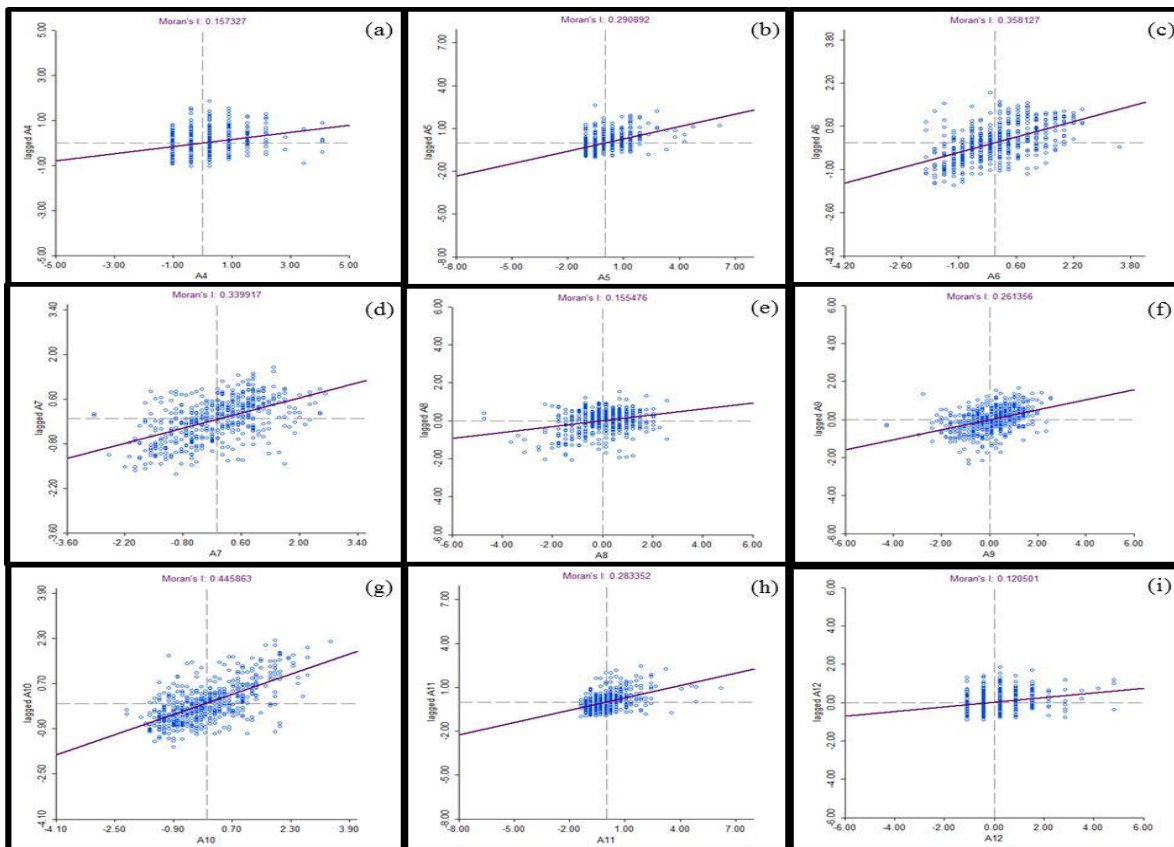 Moran's I: 0.157327
(a)
5.00
3.00
1.00
-1.00
-3.00
-5.00
lagged A4
-5.00 -3.00 -1.00 1.00 3.00 5.00
A4
Moran's I: 0.290892
(b)
7.00
4.00
1.00
-2.00
-5.00
-8.00
lagged A5
-8.00 -5.00 -2.00 1.00 4.00 7.00
A5
Moran's I: 0.358127
(c)
3.80
2.20
0.60
-1.00
-2.60
-4.20
lagged A6
-4.20 -2.60 -1.00 0.60 2.20 3.80
A6
Moran's I: 0.339917
(d)
3.40
2.00
0.60
-0.80
-2.20
-3.60
lagged A7
-3.60 -2.20 -0.80 0.60 2.00 3.40
A7
Moran's I: 0.155476
(e)
6.00
4.00
2.00
0.00
-2.00
-4.00
-6.00
lagged A8
-6.00 -4.00 -2.00 0.00 2.00 4.00 6.00
A8
Moran's I: 0.261356
(f)
6.00
4.00
2.00
0.00
-2.00
-4.00
-6.00
lagged A9
-6.00 -4.00 -2.00 0.00 2.00 4.00 6.00
A9
Moran's I: 0.445863
(g)
3.90
2.30
0.70
-0.90
-2.50
-4.10
lagged A10
-4.10 -2.50 -0.90 0.70 2.30 3.90
A10
Moran's I: 0.283352
(h)
7.00
4.00
1.00
-2.00
-5.00
-8.00
lagged A11
-8.00 -5.00 -2.00 1.00 4.00 7.00
A11
Moran's I: 0.120501
(i)
6.00
4.00
2.00
0.00
-2.00
-4.00
-6.00
lagged A12
-6.00 -4.00 -2.00 0.00 2.00 4.00 6.00
A12